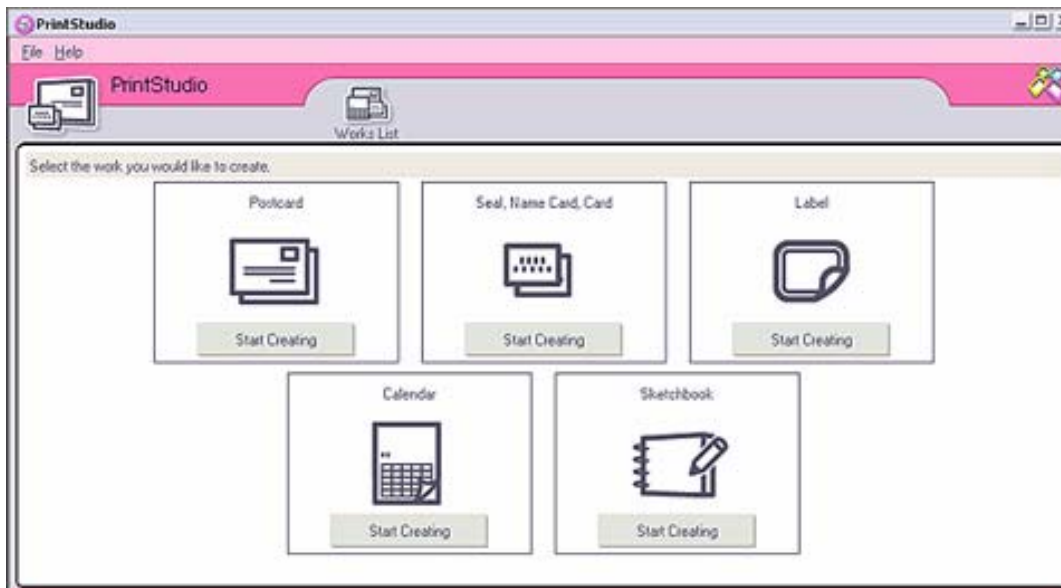 PrintStudio
File Help
PrintStudio
Works List
Select the work you would like to create.
Postcard
Seal, Name Card, Card
Label
Start Creating
Start Creating
Start Creating
Calendar
Sketchbook
Start Creating
Start Creating